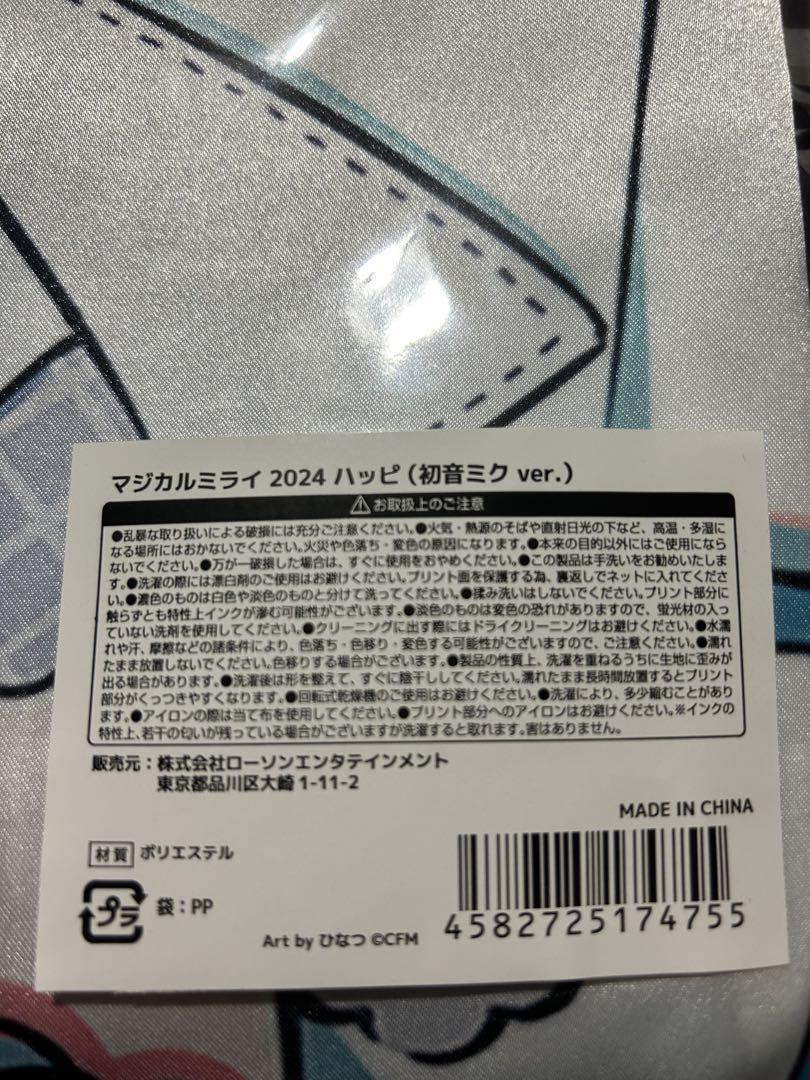 マジカルミライ 2024 ハッピ（初音ミク ver.）
⚠お取扱上のご注意
●乱暴な取り扱いによる破損には充分ご注意ください。●火気・熱源のそばや直射日光の下など、高温・多湿に
なる場所にはおかないでください。火災や色落ち・変色の原因になります。●本来の目的以外にはご使用になら
ないでください。●万が一破損した場合は、すぐに使用をおやめください。●この製品は手洗いをお勧めいたしま
す。●洗濯の際には漂白剤のご使用はお避けください。プリント面を保護する為、裏返しでネットに入れてくださ
い。●濃色のものは白色や淡色のものと分けて洗ってください。●揉み洗いはしないでください。プリント部分に
触らずとも特性上インクが滲む可能性がございます。●淡色のものは変色の恐れがありますので、蛍光材の入っ
ていない洗剤を使用してください。●クリーニングに出す際にはドライクリーニングはお避けください。●水濡
れや汗、摩擦などの諸条件により、色落ち・色移り・変色する可能性がございますので、ご注意ください。●濡れ
たまま放置しないでください。色移りする場合がございます。●製品の性質上、洗濯を重ねるうちに生地に歪みが
出る場合があります。●洗濯後は形を整えて、すぐに陰干ししてください。濡れたまま長時間放置するとプリント
部分がくっつきやすくなります。●回転式乾燥機のご使用はお避けください。●洗濯により、多少縮むことがあり
ます。●アイロンの際は当て布を使用してください。●プリント部分へのアイロンはお避けください。※インクの
特性上、若干の匂いが残っている場合がございますが洗濯すると取れます。害はありません。
販売元：株式会社ローソンエンタテインメント
東京都品川区大崎 1-11-2
MADE IN CHINA
材質 ポリエステル
プラ 袋：PP
Art by ひなつ ©CFM
4582725174755